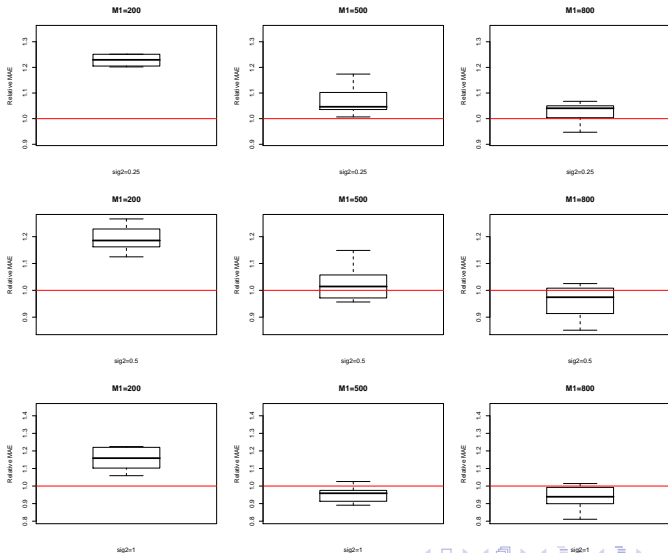 M1=200
M1=500
M1=800
Relative MAE
0.9 1.0 1.1 1.2 1.3
Relative MAE
0.9 1.0 1.1 1.2 1.3
Relative MAE
0.9 1.0 1.1 1.2 1.3
sig2=0.25
sig2=0.25
sig2=0.25
M1=200
M1=500
M1=800
Relative MAE
0.9 1.0 1.1 1.2
Relative MAE
0.9 1.0 1.1 1.2
Relative MAE
0.9 1.0 1.1 1.2
sig2=0.5
sig2=0.5
sig2=0.5
M1=200
M1=500
M1=800
Relative MAE
0.8 0.9 1.0 1.1 1.2 1.3 1.4
Relative MAE
0.8 0.9 1.0 1.1 1.2 1.3 1.4
Relative MAE
0.8 0.9 1.0 1.1 1.2 1.3 1.4
sig2=1
sig2=1
sig2=1